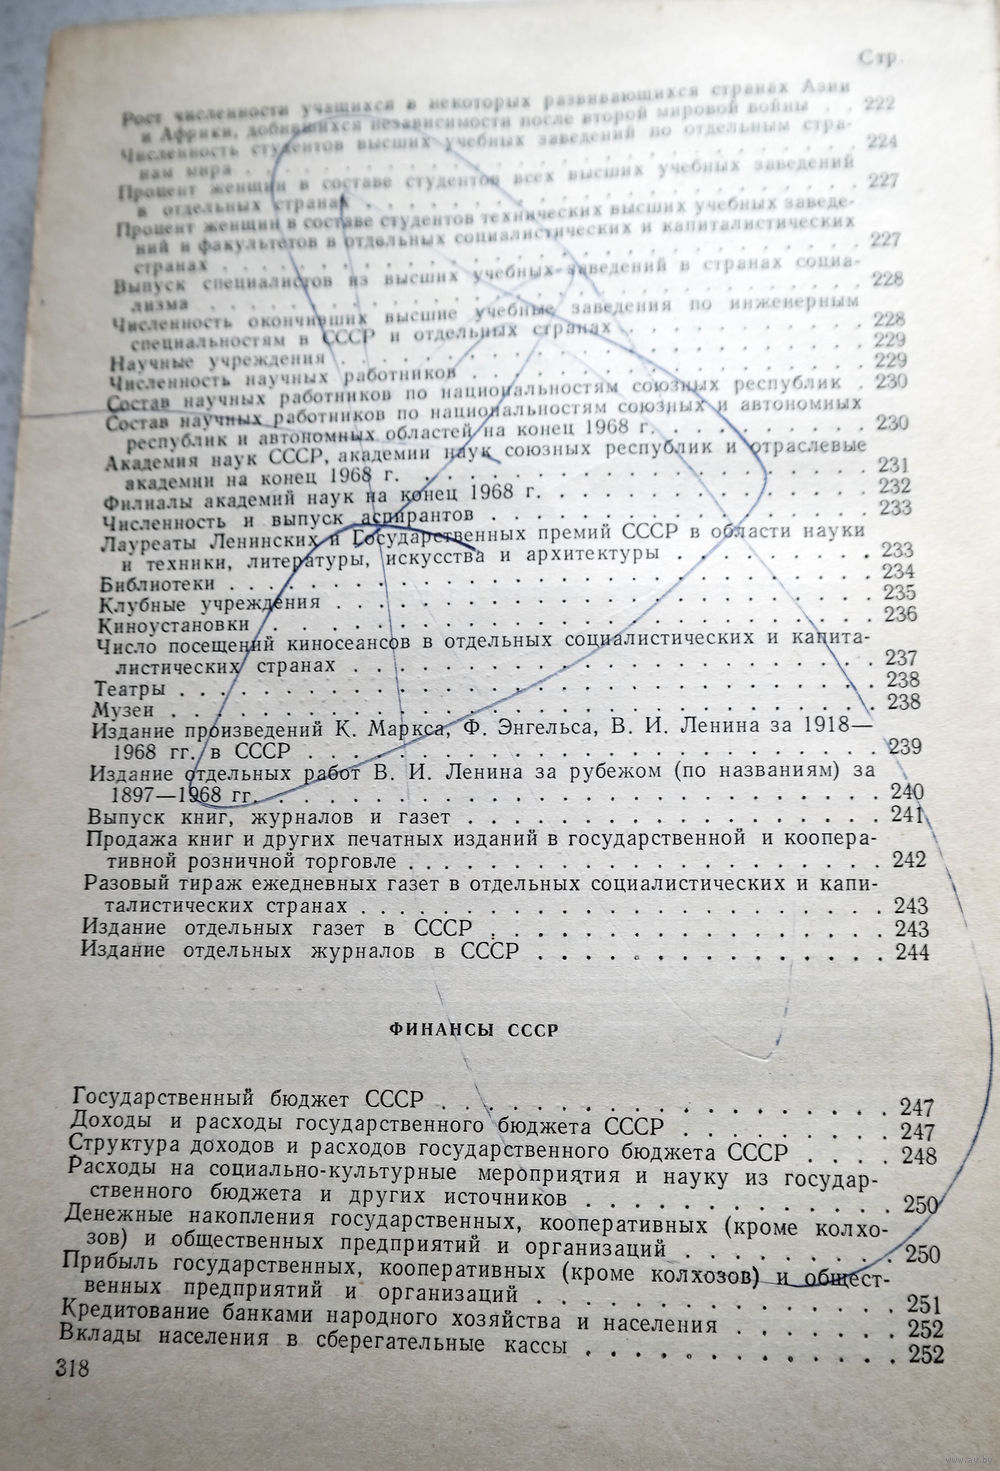 Стр.
Рост численности учащихся в некоторых развивающихся странах Азии
и Африки, добившихся независимости после второй мировой войны . . 222
Численность студентов высших учебных заведений по отдельным стра-
нам мира . . . . . . . . . . . . . . . . . . . . . . . . . . 224
Процент женщин в составе студентов всех высших учебных заведений
в отдельных странах . . . . . . . . . . . . . . . . . . . . . 227
Процент женщин в составе студентов технических высших учебных заведе-
ний и факультетов в отдельных социалистических и капиталистических
странах . . . . . . . . . . . . . . . . . . . . . . . . . . . 227
Выпуск специалистов из высших учебных заведений в странах социа-
лизма . . . . . . . . . . . . . . . . . . . . . . . . . . . . 228
Численность окончивших высшие учебные заведения по инженерным
специальностям в СССР и отдельных странах . . . . . . . . . . 228
Научные учреждения . . . . . . . . . . . . . . . . . . . . . . 229
Численность научных работников . . . . . . . . . . . . . . . . 229
Состав научных работников по национальностям союзных республик . 230
Состав научных работников по национальностям союзных и автономных
республик и автономных областей на конец 1968 г. . . . . . . . 230
Академия наук СССР, академии наук союзных республик и отраслевые
академии на конец 1968 г. . . . . . . . . . . . . . . . . . . 231
Филиалы академий наук на конец 1968 г. . . . . . . . . . . . . 232
Численность и выпуск аспирантов . . . . . . . . . . . . . . . 233
Лауреаты Ленинских и Государственных премий СССР в области науки
и техники, литературы, искусства и архитектуры . . . . . . . . 233
Библиотеки . . . . . . . . . . . . . . . . . . . . . . . . . . 234
Клубные учреждения . . . . . . . . . . . . . . . . . . . . . . 235
Киноустановки . . . . . . . . . . . . . . . . . . . . . . . . 236
Число посещений киносеансов в отдельных социалистических и капита-
листических странах . . . . . . . . . . . . . . . . . . . . . 237
Театры . . . . . . . . . . . . . . . . . . . . . . . . . . . . 238
Музеи . . . . . . . . . . . . . . . . . . . . . . . . . . . . 238
Издание произведений К. Маркса, Ф. Энгельса, В. И. Ленина за 1918—
1968 гг. в СССР . . . . . . . . . . . . . . . . . . . . . . . 239
Издание отдельных работ В. И. Ленина за рубежом (по названиям) за
1897—1968 гг. . . . . . . . . . . . . . . . . . . . . . . . . 240
Выпуск книг, журналов и газет . . . . . . . . . . . . . . . . 241
Продажа книг и других печатных изданий в государственной и коопера-
тивной розничной торговле . . . . . . . . . . . . . . . . . . 242
Разовый тираж ежедневных газет в отдельных социалистических и капи-
талистических странах . . . . . . . . . . . . . . . . . . . . 243
Издание отдельных газет в СССР . . . . . . . . . . . . . . . . 243
Издание отдельных журналов в СССР . . . . . . . . . . . . . . 244
ФИНАНСЫ СССР
Государственный бюджет СССР . . . . . . . . . . . . . . . . . 247
Доходы и расходы государственного бюджета СССР . . . . . . . . 247
Структура доходов и расходов государственного бюджета СССР . . . . 248
Расходы на социально-культурные мероприятия и науку из государ-
ственного бюджета и других источников . . . . . . . . . . . . 250
Денежные накопления государственных, кооперативных (кроме колхо-
зов) и общественных предприятий и организаций . . . . . . . . 250
Прибыль государственных, кооперативных (кроме колхозов) и общест-
венных предприятий и организаций . . . . . . . . . . . . . . . 251
Кредитование банками народного хозяйства и населения . . . . . . 252
Вклады населения в сберегательные кассы . . . . . . . . . . . . 252
318
www.ay.by